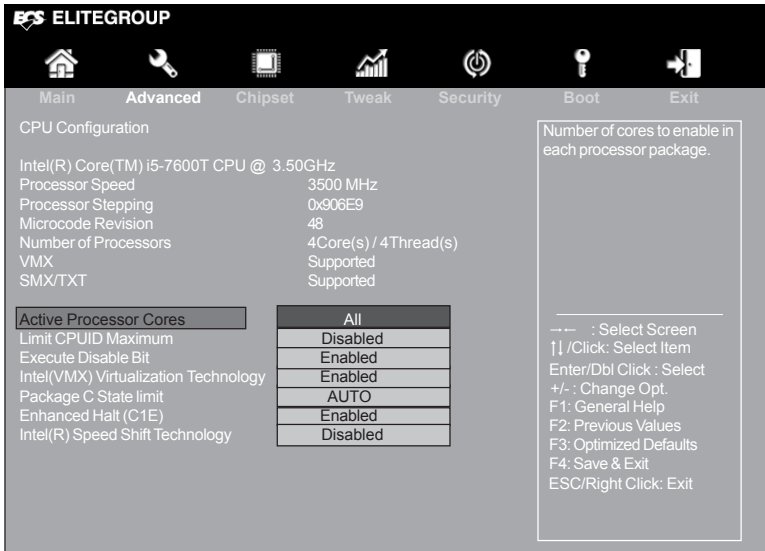 ECS ELITEGROUP
Main Advanced Chipset Tweak Security Boot Exit
CPU Configuration
Intel(R) Core(TM) i5-7600T CPU @ 3.50GHz
Processor Speed 3500 MHz
Processor Stepping 0x906E9
Microcode Revision 48
Number of Processors 4Core(s) / 4Thread(s)
VMX Supported
SMX/TXT Supported
Active Processor Cores All
Limit CPUID Maximum Disabled
Execute Disable Bit Enabled
Intel(VMX) Virtualization Technology Enabled
Package C State limit AUTO
Enhanced Halt (C1E) Enabled
Intel(R) Speed Shift Technology Disabled
Number of cores to enable in
each processor package.
→← : Select Screen
↑↓/Click: Select Item
Enter/Dbl Click : Select
+/- : Change Opt.
F1: General Help
F2: Previous Values
F3: Optimized Defaults
F4: Save & Exit
ESC/Right Click: Exit